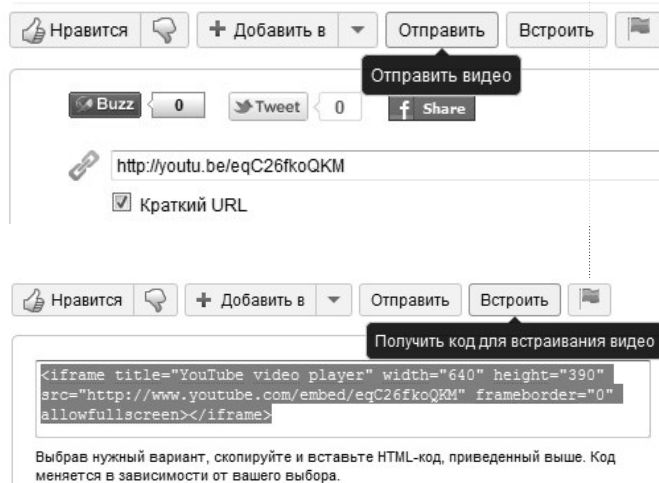 Нравится + Добавить в Отправить Встроить
Отправить видео
Buzz 0 Tweet 0 f Share
http://youtu.be/eqC26fkoQKM
Краткий URL
Нравится + Добавить в Отправить Встроить
Получить код для встраивания видео
<iframe title="YouTube video player" width="640" height="390"
src="http://www.youtube.com/embed/eqC26fkoQKM" frameborder="0"
allowfullscreen></iframe>
Выбрав нужный вариант, скопируйте и вставьте HTML-код, приведенный выше. Код
меняется в зависимости от вашего выбора.